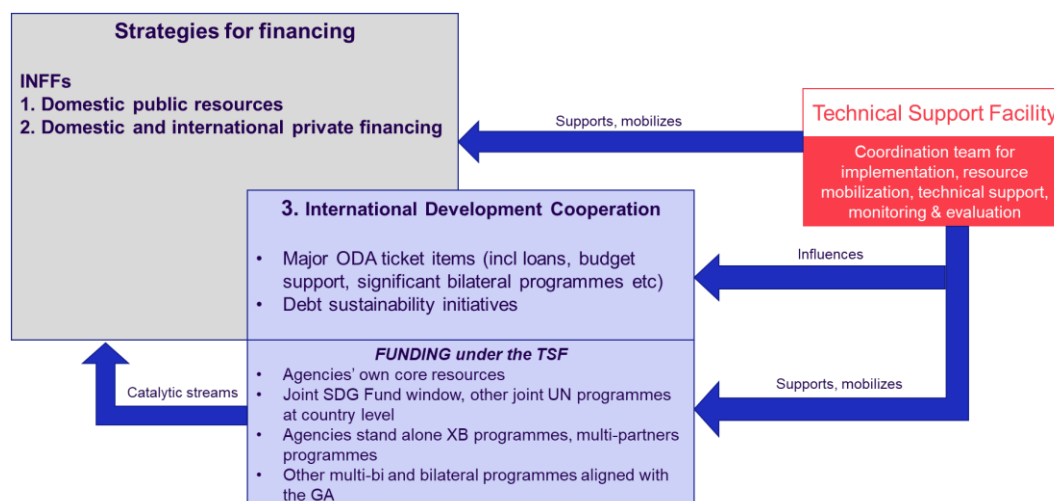 Strategies for financing
INFFs
1. Domestic public resources
2. Domestic and international private financing
Supports, mobilizes
Technical Support Facility
Coordination team for
implementation, resource
mobilization, technical support,
monitoring & evaluation
3. International Development Cooperation
• Major ODA ticket items (incl loans, budget
support, significant bilateral programmes etc)
• Debt sustainability initiatives
Influences
FUNDING under the TSF
• Agencies' own core resources
• Joint SDG Fund window, other joint UN programmes
at country level
• Agencies stand alone XB programmes, multi-partners
programmes
• Other multi-bi and bilateral programmes aligned with
the GA
Catalytic streams
Supports, mobilizes